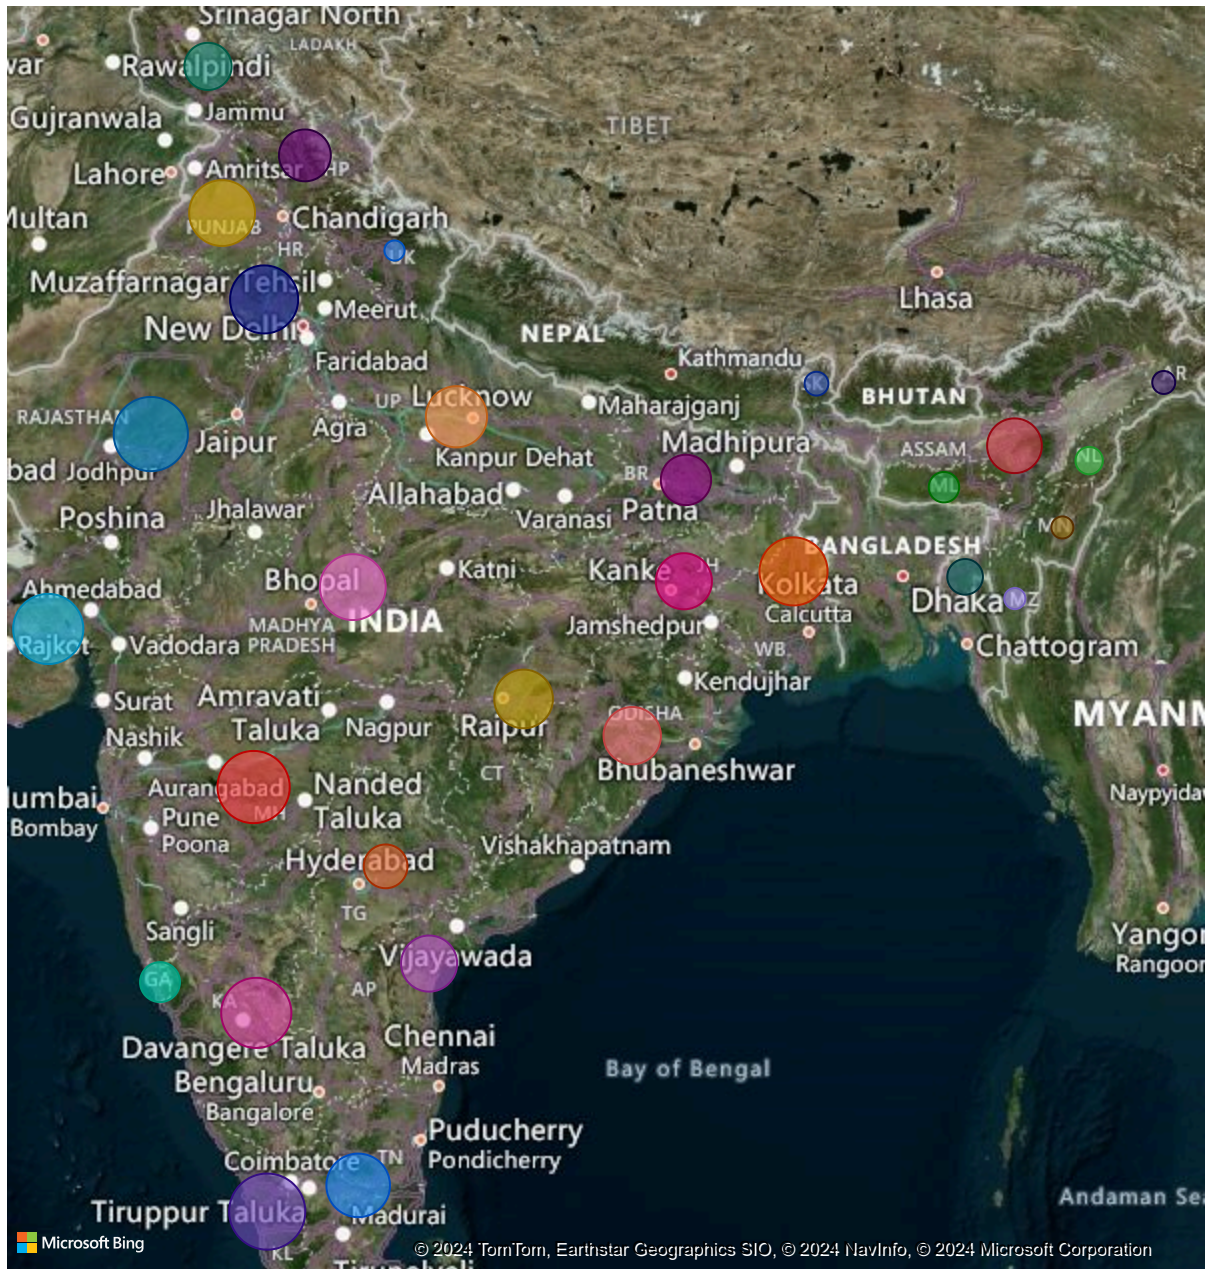 Srinagar North
LADAKH
Rawalpindi
Jammu
Gujranwala
TIBET
Lahore
Amritsar
HP
Multan
PUNJAB
Chandigarh
HR
UK
Muzaffarnagar Tehsil
Meerut
Lhasa
New Delhi
NEPAL
Faridabad
Kathmandu
BHUTAN
RAJASTHAN
UP
Lucknow
Maharajganj
Agra
Jaipur
Madhipura
ASSAM
Jodhpur
Kanpur Dehat
BR
NL
ML
Allahabad
Patna
Poshina
Jhalawar
Varanasi
MN
BANGLADESH
Bhopal
Katni
Kanke
JH
Kolkata
Calcutta
Ahmedabad
Dhaka
MZ
INDIA
MADHYA
PRADESH
Jamshedpur
WB
Rajkot
Vadodara
Chattogram
Kendujhar
Surat
Amravati
Taluka
Nagpur
Raipur
ODISHA
MYANM
Nashik
Bhubaneshwar
CT
Aurangabad
MH
Nanded
Taluka
Naypyidaw
umbai
Bombay
Pune
Poona
Hyderabad
Vishakhapatnam
TG
Sangli
Yangon
Rangoon
Vijayawada
GA
KA
AP
Davangere Taluka
Chennai
Madras
Bengaluru
Bangalore
Bay of Bengal
Puducherry
Pondicherry
Coimbatore
TN
Andaman Sea
Tiruppur Taluka
Madurai
KL
Tirunelveli
Microsoft Bing
© 2024 TomTom, Earthstar Geographics SIO, © 2024 NavInfo, © 2024 Microsoft Corporation